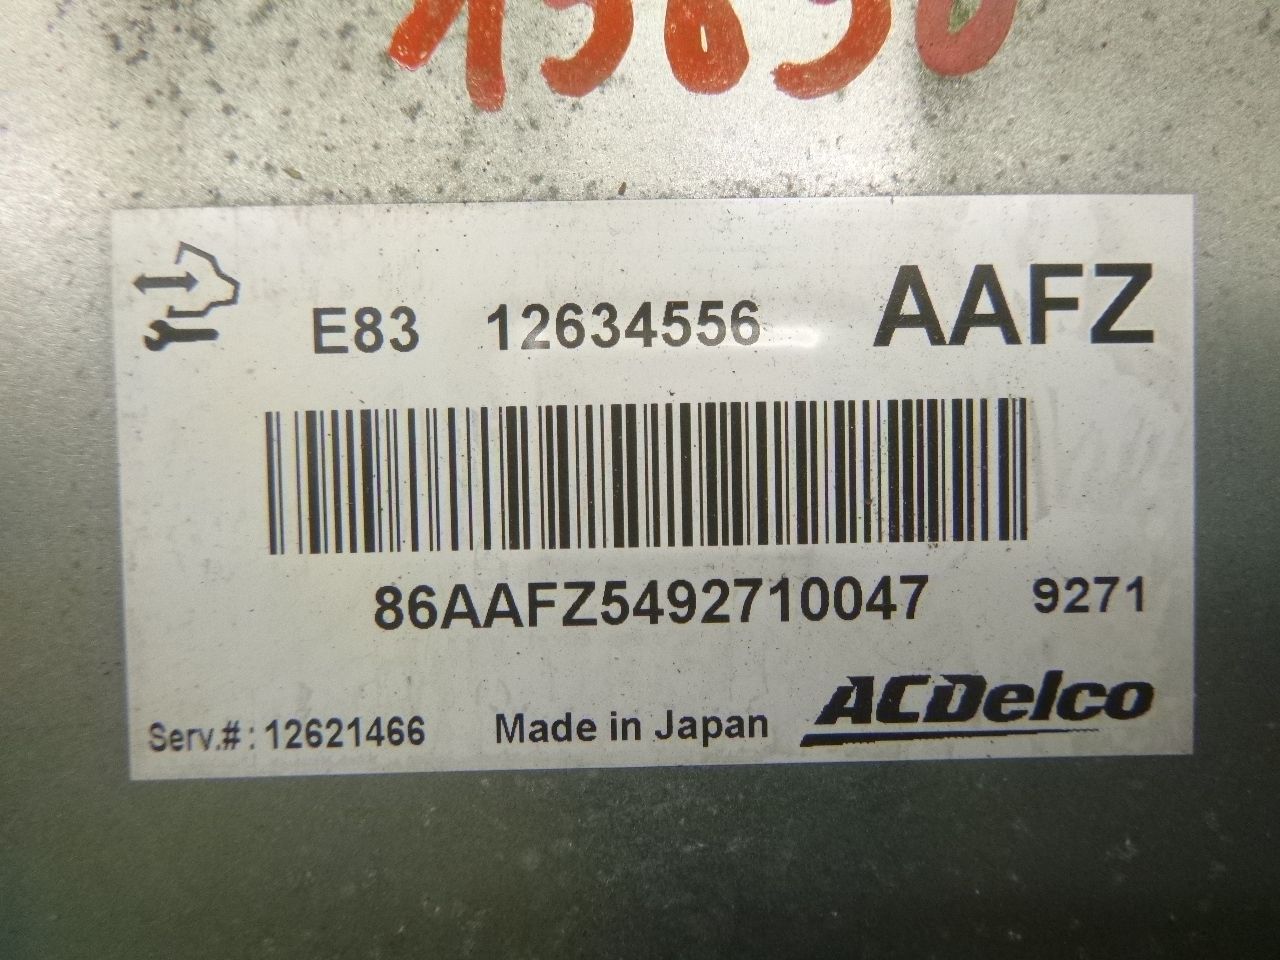 E83 12634556 AAFZ
86AAFZ5492710047 9271
Serv.#: 12621466 Made in Japan ACDelco